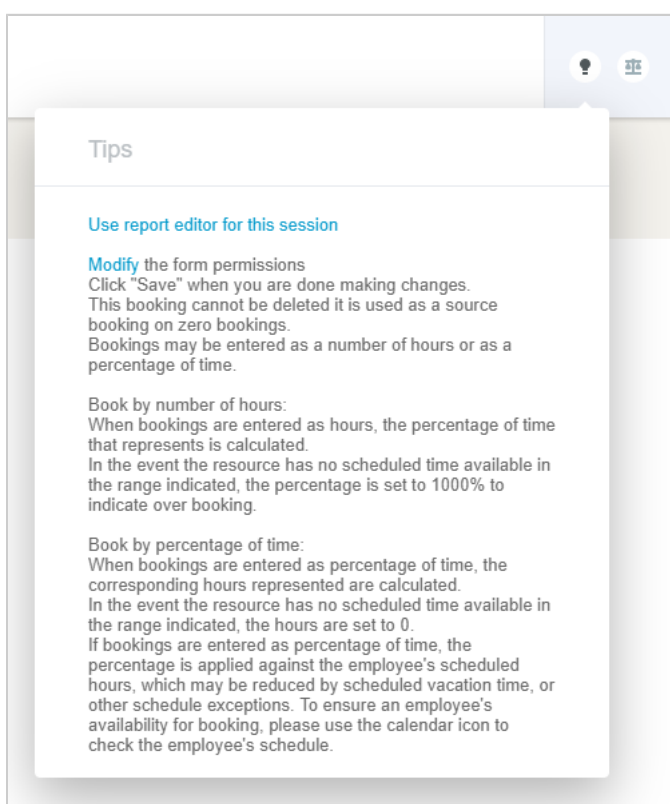 Tips
Use report editor for this session
Modify the form permissions
Click "Save" when you are done making changes.
This booking cannot be deleted it is used as a source
booking on zero bookings.
Bookings may be entered as a number of hours or as a
percentage of time.
Book by number of hours:
When bookings are entered as hours, the percentage of time
that represents is calculated.
In the event the resource has no scheduled time available in
the range indicated, the percentage is set to 1000% to
indicate over booking.
Book by percentage of time:
When bookings are entered as percentage of time, the
corresponding hours represented are calculated.
In the event the resource has no scheduled time available in
the range indicated, the hours are set to 0.
If bookings are entered as percentage of time, the
percentage is applied against the employee's scheduled
hours, which may be reduced by scheduled vacation time, or
other schedule exceptions. To ensure an employee's
availability for booking, please use the calendar icon to
check the employee's schedule.